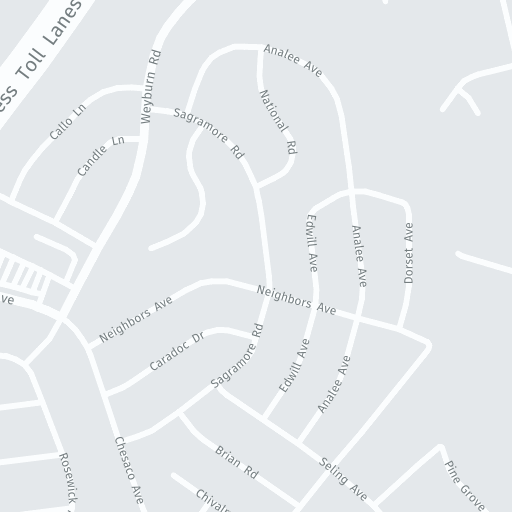 ess Toll Lanes
Analee Ave
Weyburn Rd
National Rd
Callo Ln
Sagramore Rd
Candle Ln
Edwill Ave
Analee Ave
Dorset Ave
Neighbors Ave
Neighbors Ave
ve
Caradoc Dr
Sagramore Rd
Edwill Ave
Analee Ave
Chesaco Ave
Rosewick
Brian Rd
Seling Ave
Pine Grove
Chivalr